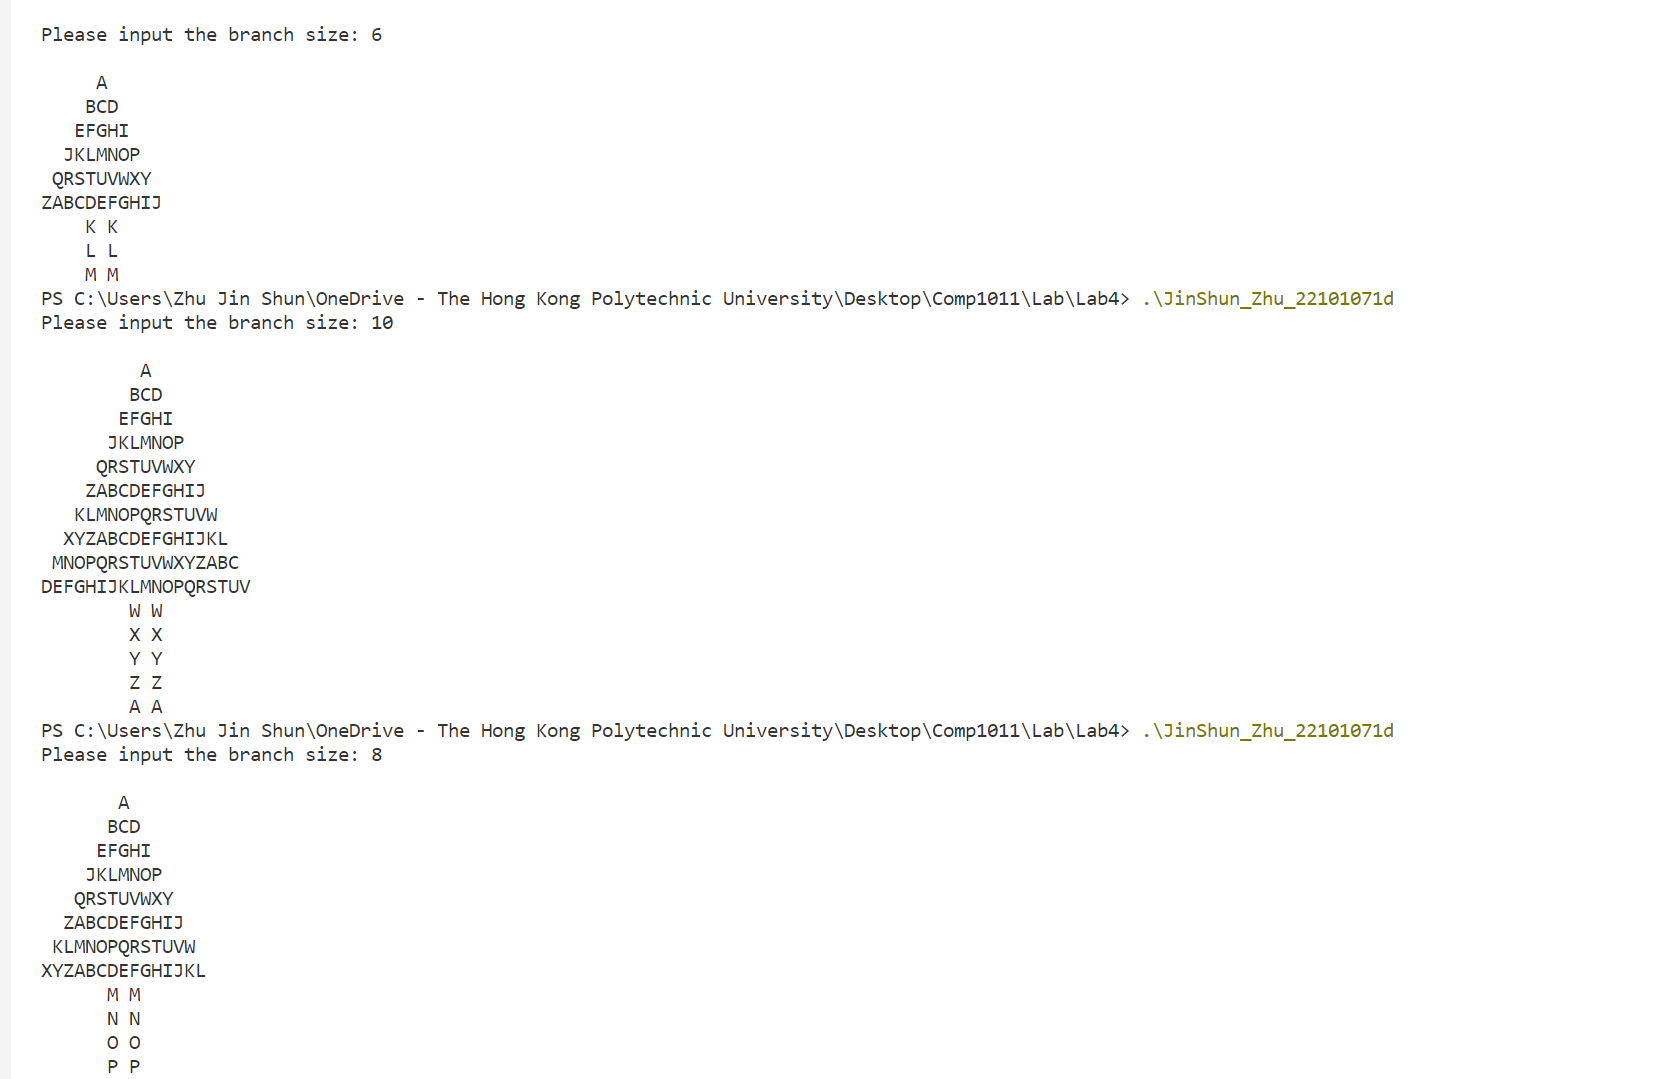 Please input the branch size: 6
     A
    BCD
   EFGHI
  JKLMNOP
 QRSTUVWXY
ZABCDEFGHIJ
    K K
    L L
    M M
PS C:\Users\Zhu Jin Shun\OneDrive - The Hong Kong Polytechnic University\Desktop\Comp1011\Lab\Lab4> .\JinShun_Zhu_22101071d
Please input the branch size: 10
         A
        BCD
       EFGHI
      JKLMNOP
     QRSTUVWXY
    ZABCDEFGHIJ
   KLMNOPQRSTUVW
  XYZABCDEFGHIJKL
 MNOPQRSTUVWXYZABC
DEFGHIJKLMNOPQRSTUV
        W W
        X X
        Y Y
        Z Z
        A A
PS C:\Users\Zhu Jin Shun\OneDrive - The Hong Kong Polytechnic University\Desktop\Comp1011\Lab\Lab4> .\JinShun_Zhu_22101071d
Please input the branch size: 8
       A
      BCD
     EFGHI
    JKLMNOP
   QRSTUVWXY
  ZABCDEFGHIJ
 KLMNOPQRSTUVW
XYZABCDEFGHIJKL
      M M
      N N
      O O
      P P